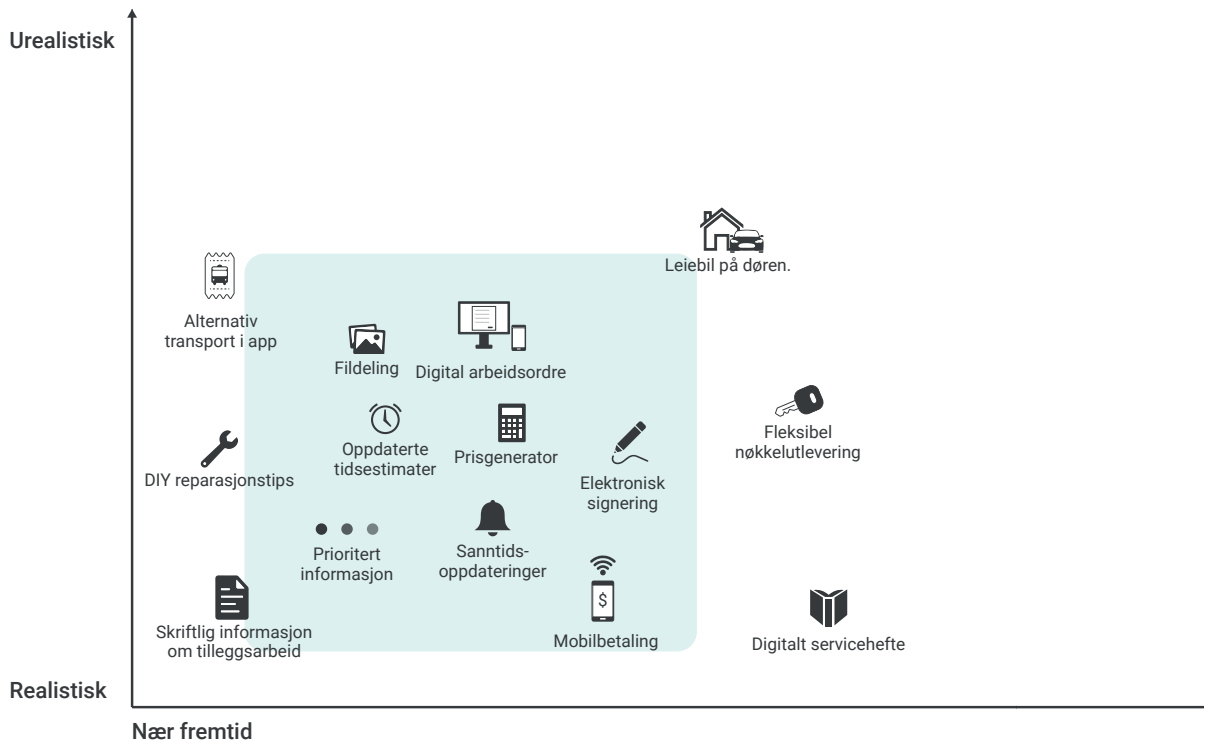 Urealistisk
Leiebil på døren.
Alternativ
transport i app
Fildeling
Digital arbeidsordre
Fleksibel
nøkkelutlevering
Oppdaterte
tidsestimater
Prisgenerator
DIY reparasjonstips
Elektronisk
signering
Prioritert
informasjon
Sanntids-
oppdateringer
$
Skriftlig informasjon
om tilleggsarbeid
Mobilbetaling
Digitalt servicehefte
Realistisk
Nær fremtid